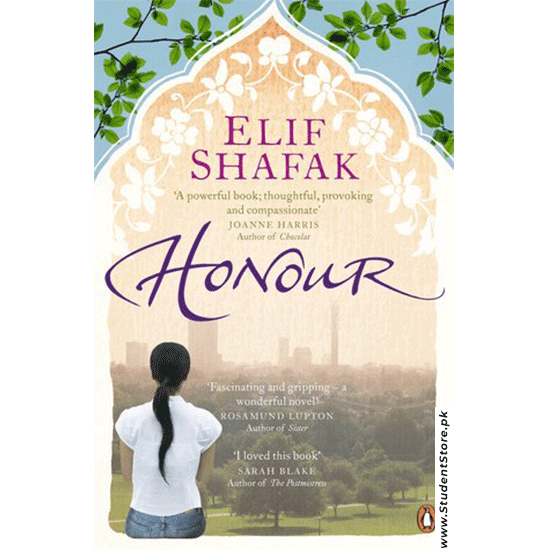 ELIF
SHAFAK
‘A powerful book; thoughtful, provoking
and compassionate’
JOANNE HARRIS
Author of Chocolat
HONOUR
‘Fascinating and gripping – a
wonderful novel’
ROSAMUND LUPTON
Author of Sister
‘I loved this book’
SARAH BLAKE
Author of The Postmistress
www.StudentStore.pk